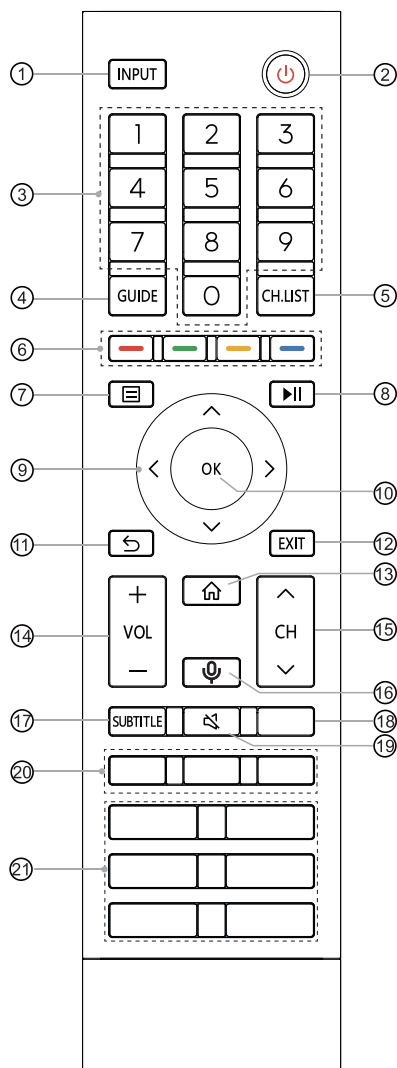 ① INPUT ②
1 2 3
③ 4 5 6
7 8 9
④ GUIDE 0 CH.LIST ⑤
⑥
⑦ ⑧
⑨ OK ⑩
⑪ EXIT ⑫
⑬
⑭ + VOL — CH ⑮
⑯
⑰ SUBTITLE ⑱
⑲
⑳
㉑